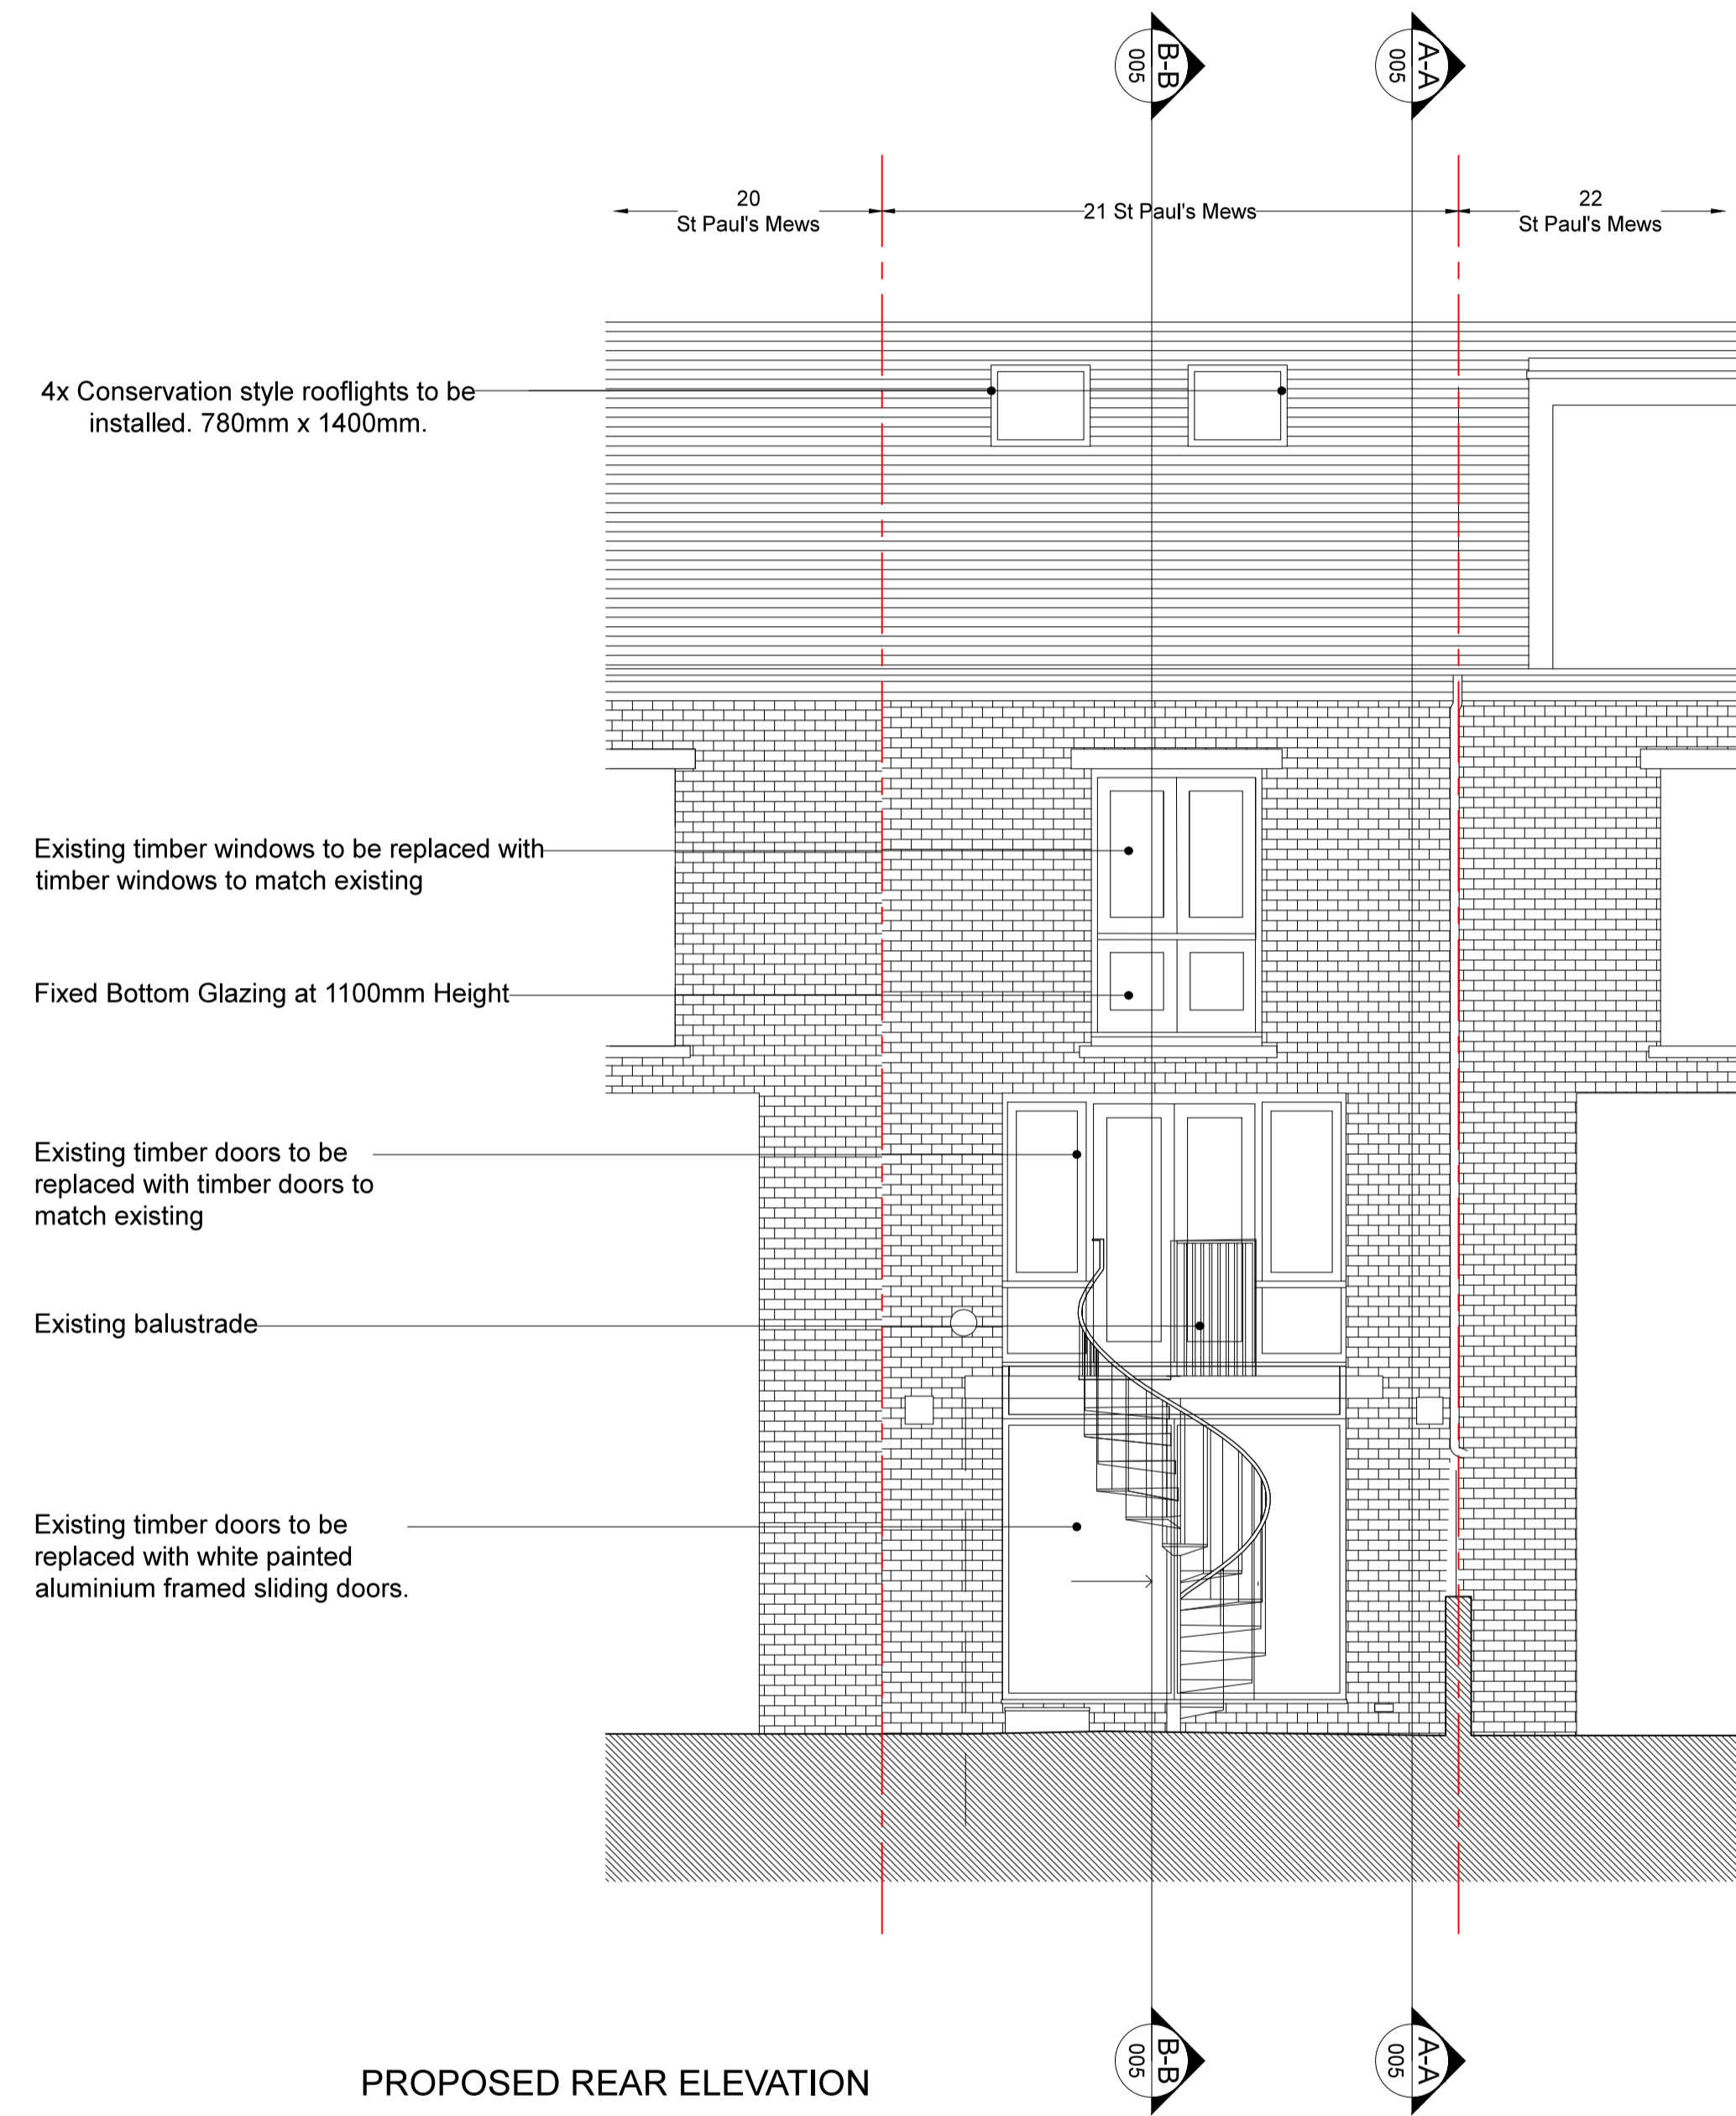 B-B
005
A-A
005
20
St Paul's Mews
21 St Paul's Mews
22
St Paul's Mews
4x Conservation style rooflights to be
installed. 780mm x 1400mm.
Existing timber windows to be replaced with
timber windows to match existing
Fixed Bottom Glazing at 1100mm Height
Existing timber doors to be
replaced with timber doors to
match existing
Existing balustrade
Existing timber doors to be
replaced with white painted
aluminium framed sliding doors.
B-B
005
A-A
005
PROPOSED REAR ELEVATION